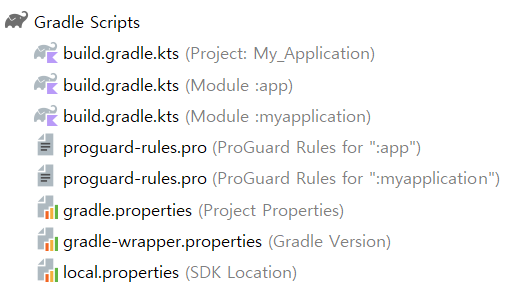 Gradle Scripts
build.gradle.kts (Project: My_Application)
build.gradle.kts (Module :app)
build.gradle.kts (Module :myapplication)
proguard-rules.pro (ProGuard Rules for ":app")
proguard-rules.pro (ProGuard Rules for ":myapplication")
gradle.properties (Project Properties)
gradle-wrapper.properties (Gradle Version)
local.properties (SDK Location)